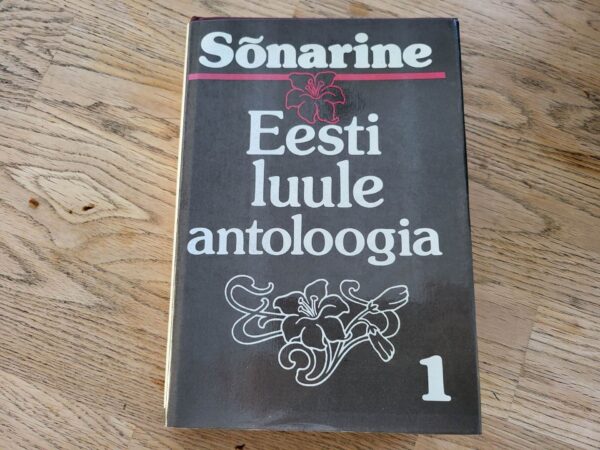 Sõnarine
Eesti
luule
antoloogia
1